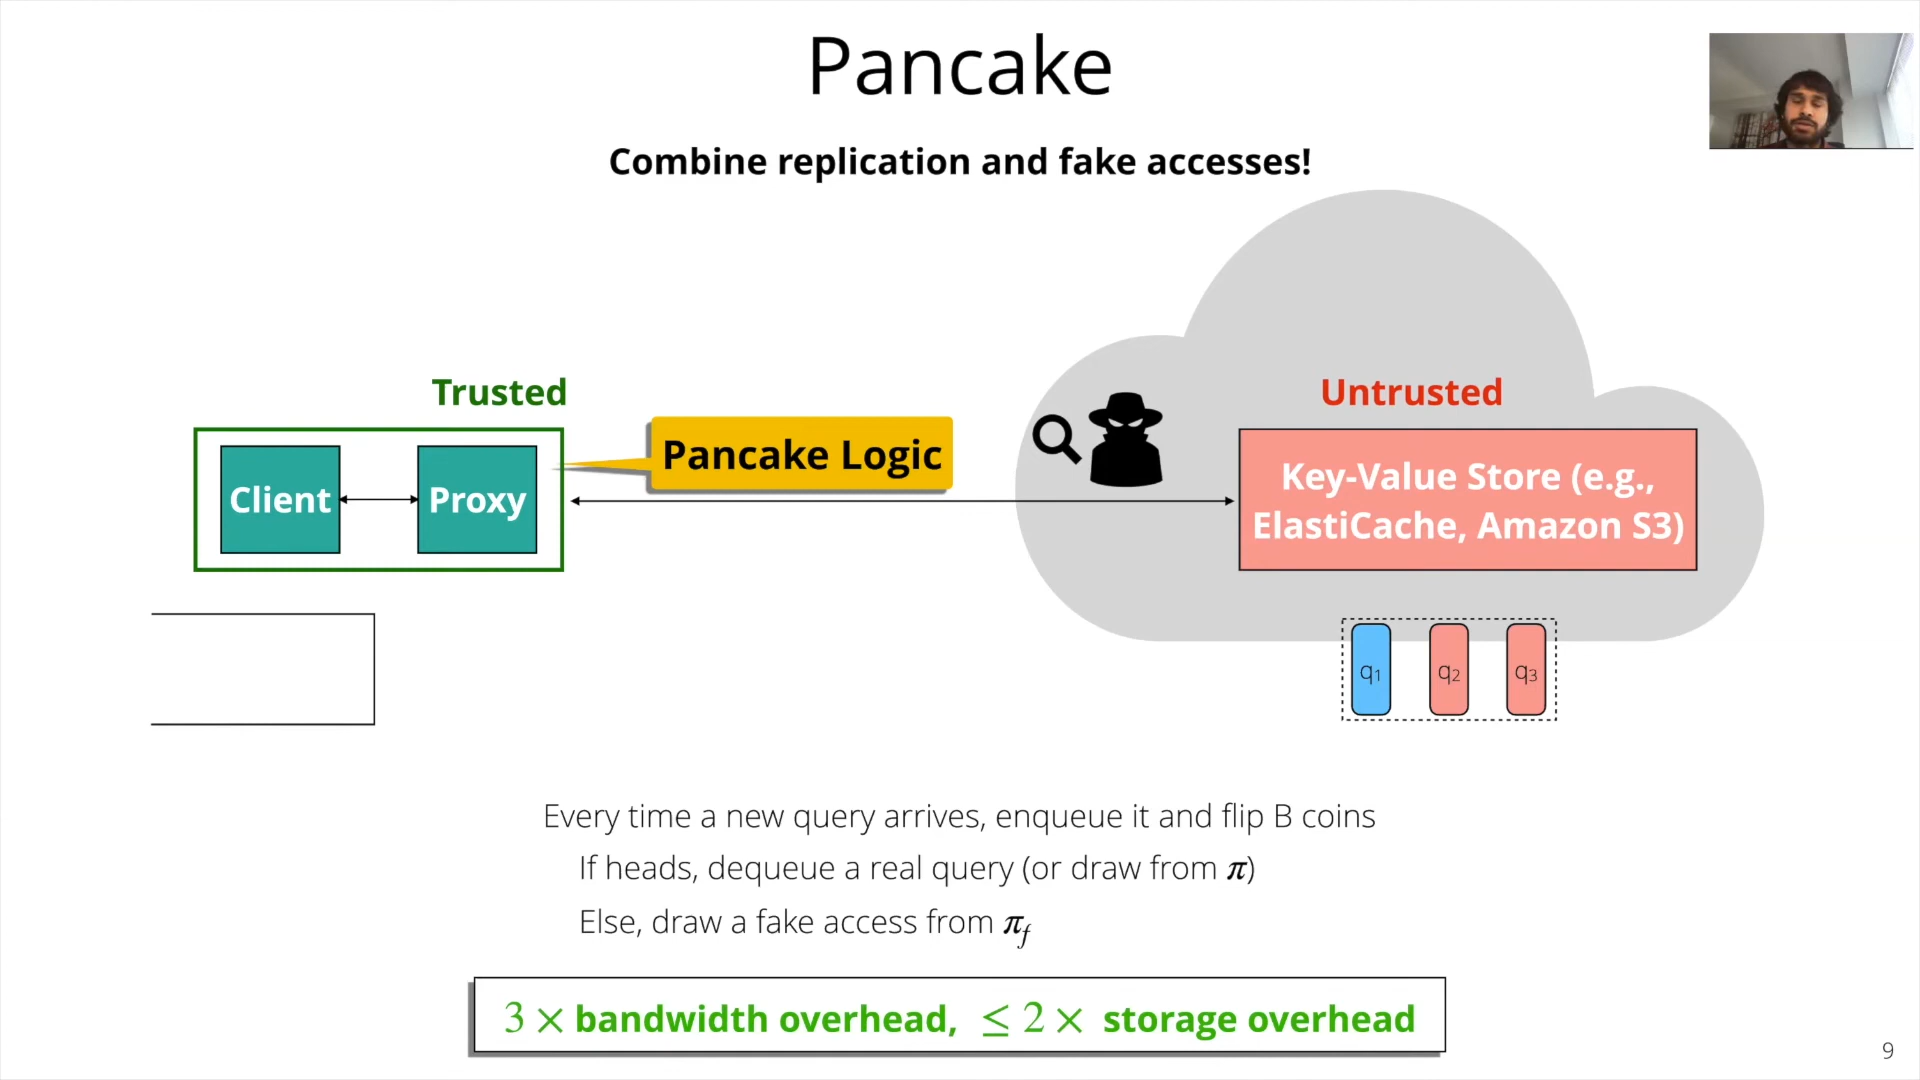 Pancake
Combine replication and fake accesses!
Trusted
Untrusted
Pancake Logic
Client
Proxy
Key-Value Store (e.g.,
ElastiCache, Amazon S3)
q₁
q₂
q₃
Every time a new query arrives, enqueue it and flip B coins
If heads, dequeue a real query (or draw from π)
Else, draw a fake access from π_f
3 × bandwidth overhead, ≤ 2 × storage overhead
9